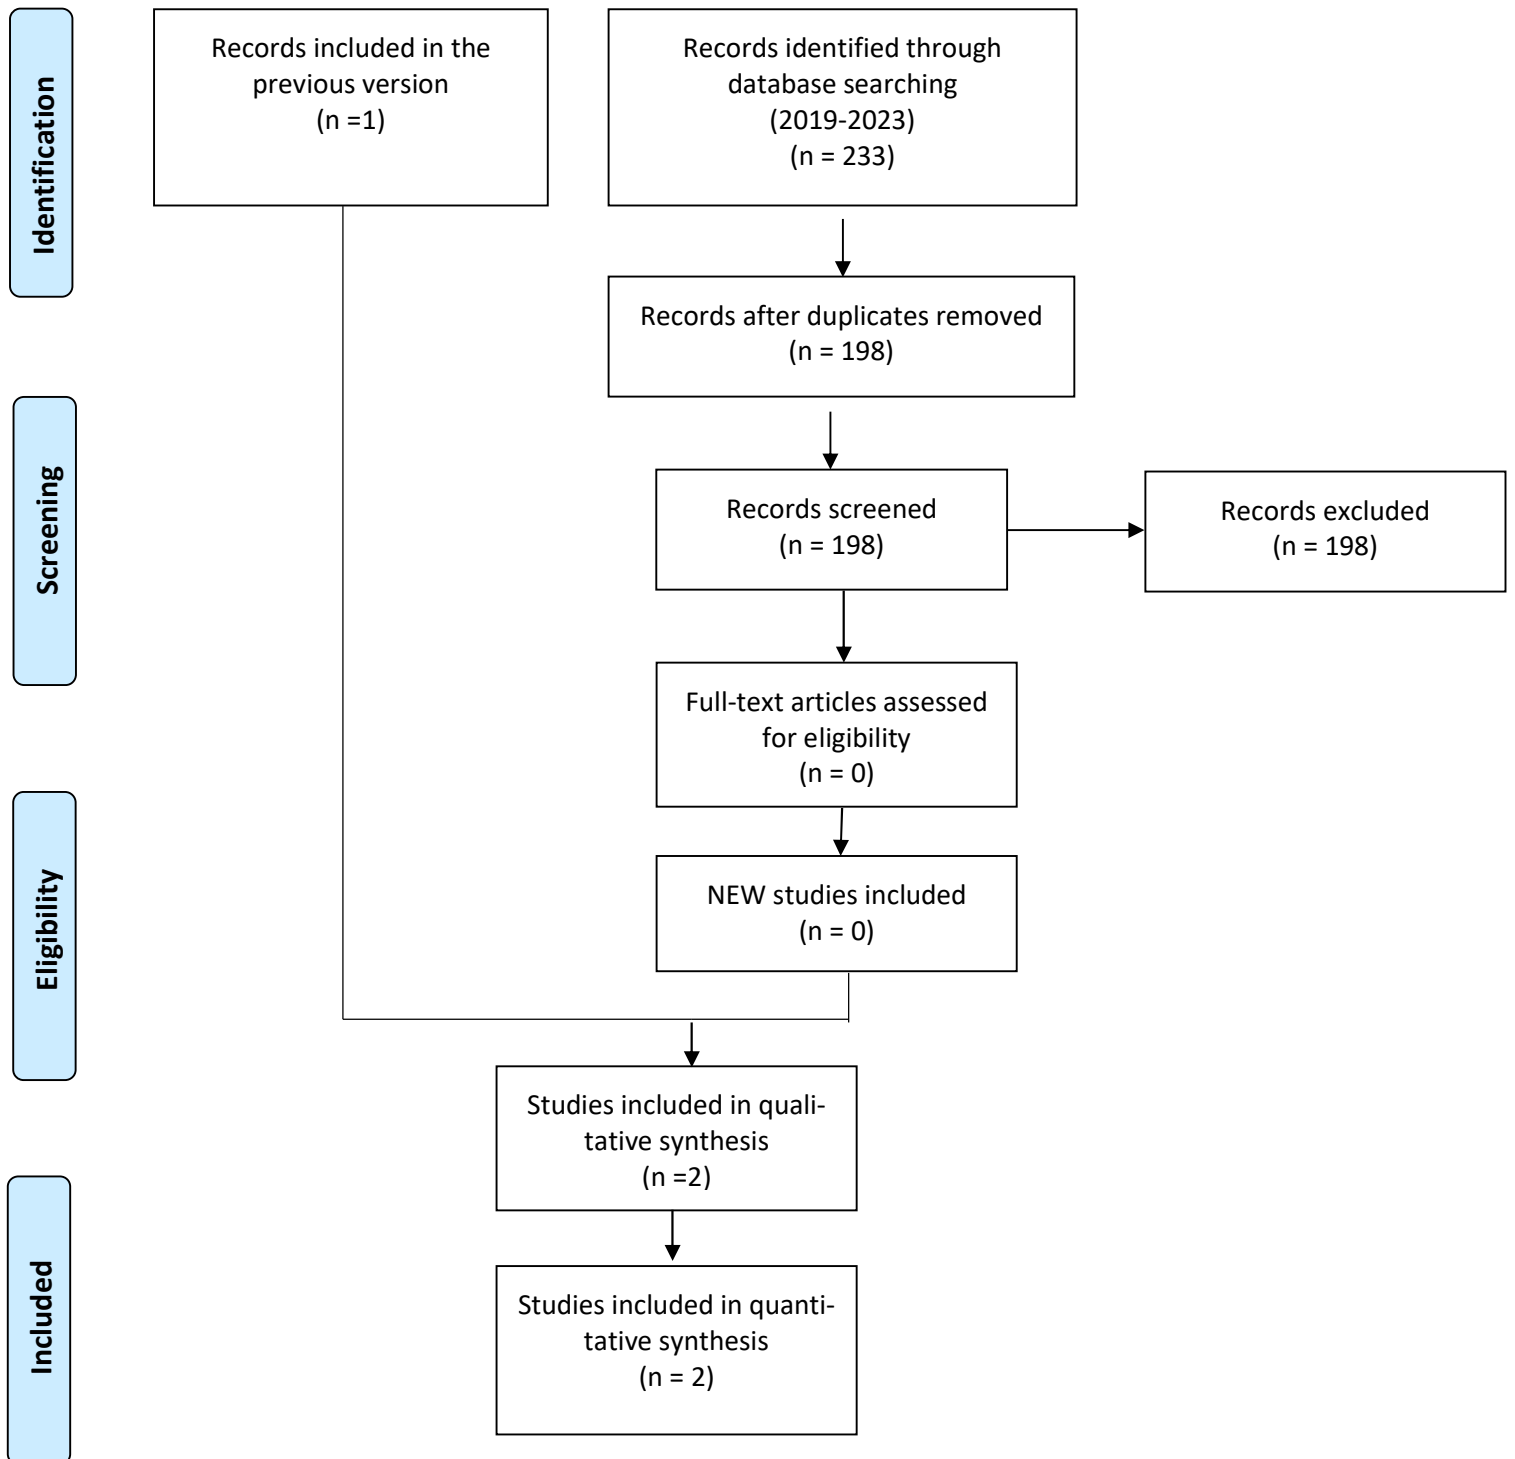 Identification
Records included in the
previous version
(n =1)
Records identified through
database searching
(2019-2023)
(n = 233)
Records after duplicates removed
(n = 198)
Screening
Records screened
(n = 198)
Records excluded
(n = 198)
Full-text articles assessed
for eligibility
(n = 0)
Eligibility
NEW studies included
(n = 0)
Studies included in quali-
tative synthesis
(n =2)
Included
Studies included in quanti-
tative synthesis
(n = 2)